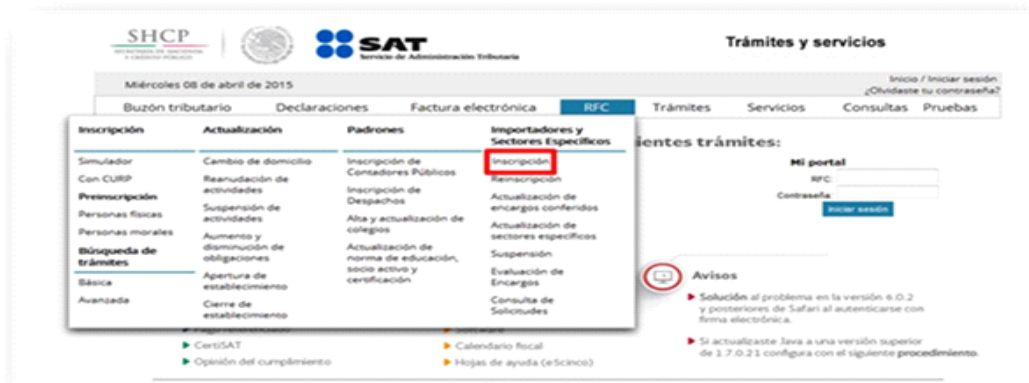 SHCP
SECRETARÍA DE HACIENDA
Y CRÉDITO PÚBLICO
SAT
Servicio de Administración Tributaria
Trámites y servicios
Miércoles 08 de abril de 2015
Inicio / Iniciar sesión
¿Olvidaste tu contraseña?
Buzón tributario Declaraciones Factura electrónica RFC Trámites Servicios Consultas Pruebas
Inscripción
Simulador
Con CURP
Preinscripción
Personas físicas
Personas morales
Búsqueda de
trámites
Básica
Avanzada
Actualización
Cambio de domicilio
Reanudación de
actividades
Suspensión de
actividades
Aumento y
disminución de
obligaciones
Apertura de
establecimiento
Cierre de
establecimiento
Padrones
Inscripción de
Contadores Públicos
Inscripción de
Despachos
Alta y actualización de
colegios
Actualización de
norma de educación,
socio activo y
certificación
Importadores y
Sectores Específicos
Inscripción
Reinscripción
Actualización de
encargos conferidos
Actualización de
sectores específicos
Suspensión
Evaluación de
Encargos
Consulta de
Solicitudes
ientes trámites:
Mi portal
RFC:
Contraseña:
Iniciar sesión
Avisos
Solución al problema en la versión 6.0.2
y posteriores de Safari al autenticarse con
firma electrónica.
Si actualizaste Java a una versión superior
de 1.7.0.21 configura con el siguiente procedimiento.
CertiSAT
Opinión del cumplimiento
Calendario fiscal
Hojas de ayuda (e5cinco)